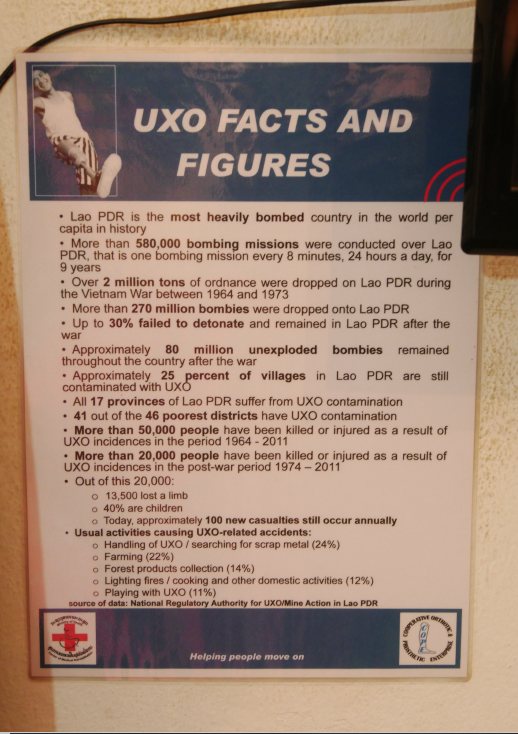 UXO FACTS AND
FIGURES
• Lao PDR is the most heavily bombed country in the world per
capita in history
• More than 580,000 bombing missions were conducted over Lao
PDR, that is one bombing mission every 8 minutes, 24 hours a day, for
9 years
• Over 2 million tons of ordnance were dropped on Lao PDR during
the Vietnam War between 1964 and 1973
• More than 270 million bombies were dropped onto Lao PDR
• Up to 30% failed to detonate and remained in Lao PDR after the
war
• Approximately 80 million unexploded bombies remained
throughout the country after the war
• Approximately 25 percent of villages in Lao PDR are still
contaminated with UXO
• All 17 provinces of Lao PDR suffer from UXO contamination
• 41 out of the 46 poorest districts have UXO contamination
• More than 50,000 people have been killed or injured as a result of
UXO incidences in the period 1964 - 2011
• More than 20,000 people have been killed or injured as a result of
UXO incidences in the post-war period 1974 – 2011
• Out of this 20,000:
o 13,500 lost a limb
o 40% are children
o Today, approximately 100 new casualties still occur annually
• Usual activities causing UXO-related accidents:
o Handling of UXO / searching for scrap metal (24%)
o Farming (22%)
o Forest products collection (14%)
o Lighting fires / cooking and other domestic activities (12%)
o Playing with UXO (11%)
source of data: National Regulatory Authority for UXO/Mine Action in Lao PDR
Helping people move on
COOPERATIVE ORTHOTIC &
PROSTHETIC ENTERPRISE
COPE